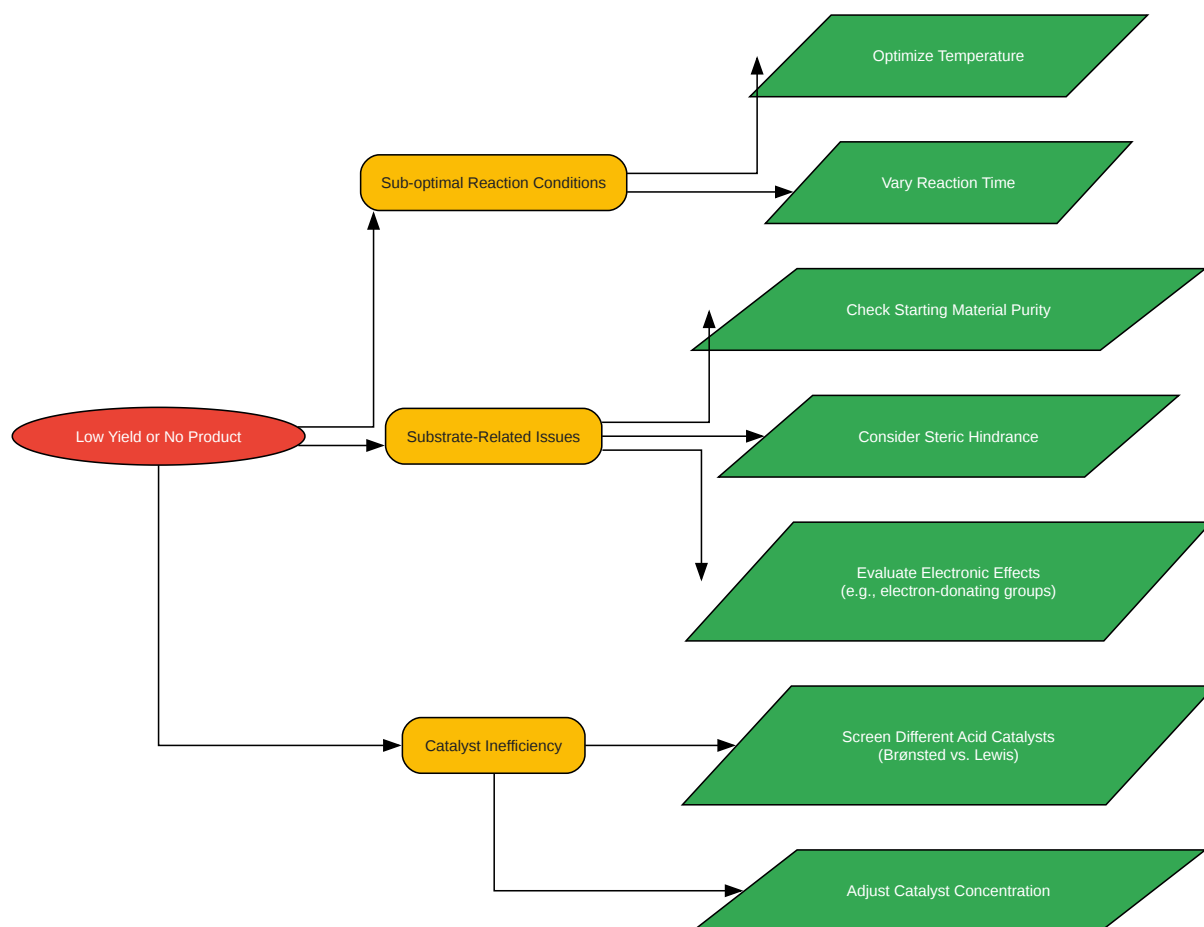 Optimize Temperature
Sub-optimal Reaction Conditions
Vary Reaction Time
Check Starting Material Purity
Low Yield or No Product
Substrate-Related Issues
Consider Steric Hindrance
Evaluate Electronic Effects
(e.g., electron-donating groups)
Catalyst Inefficiency
Screen Different Acid Catalysts
(Brønsted vs. Lewis)
Adjust Catalyst Concentration